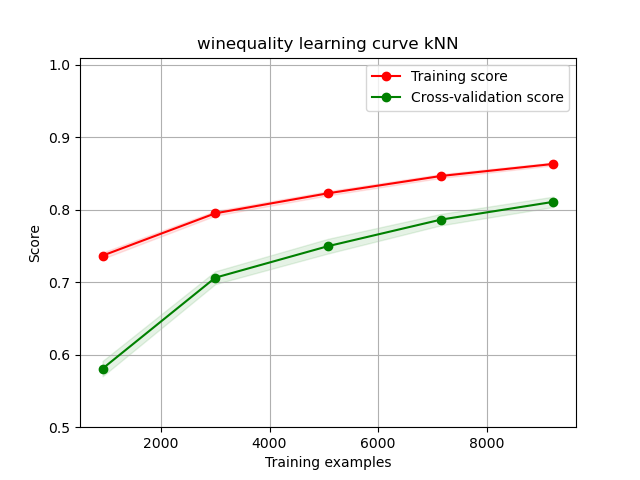 winequality learning curve kNN
1.0
0.9
0.8
0.7
0.6
0.5
Score
Training score
Cross-validation score
2000 4000 6000 8000
Training examples